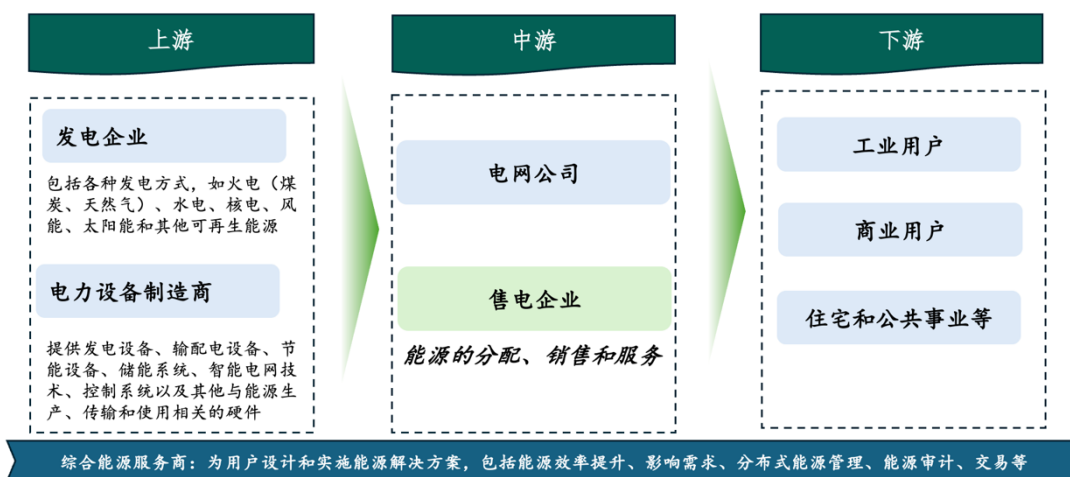 上游
发电企业
包括各种发电方式，如火电（煤
炭、天然气）、水电、核电、风
能、太阳能和其他可再生能源
电力设备制造商
提供发电设备、输配电设备、节
能设备、储能系统、智能电网技
术、控制系统以及其他与能源生
产、传输和使用相关的硬件
中游
电网公司
售电企业
能源的分配、销售和服务
下游
工业用户
商业用户
住宅和公共事业等
综合能源服务商：为用户设计和实施能源解决方案，包括能源效率提升、影响需求、分布式能源管理、能源审计、交易等